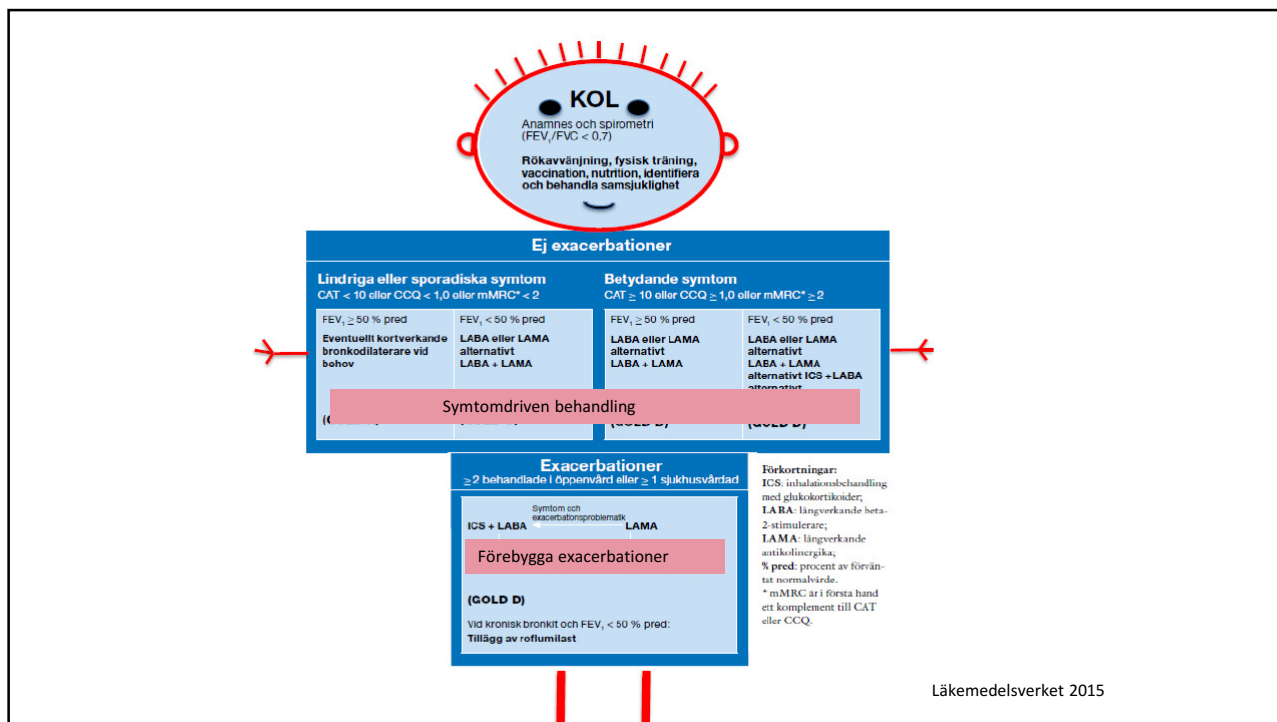 KOL
Anamnes och spirometri
(FEV₁/FVC < 0,7)
Rökavvänjning, fysisk träning,
vaccination, nutrition, identifiera
och behandla samsjuklighet
Ej exacerbationer
Lindriga eller sporadiska symtom
CAT < 10 eller CCQ < 1,0 eller mMRC* < 2
FEV₁ ≥ 50 % pred
Eventuellt kortverkande
bronkodilaterare vid
behov
FEV₁ < 50 % pred
LABA eller LAMA
alternativt
LABA + LAMA
Betydande symtom
CAT ≥ 10 eller CCQ ≥ 1,0 eller mMRC* ≥ 2
FEV₁ ≥ 50 % pred
LABA eller LAMA
alternativt
LABA + LAMA
(GOLD D)
FEV₁ < 50 % pred
LABA eller LAMA
alternativt
LABA + LAMA
alternativt ICS + LABA
alternativt
(GOLD D)
Symtomdriven behandling
Exacerbationer
≥ 2 behandlade i öppenvård eller ≥ 1 sjukhusvårdad
Symtom och
exacerbationsproblematik
ICS + LABA LAMA
Förebygga exacerbationer
(GOLD D)
Vid kronisk bronkit och FEV₁ < 50 % pred:
Tillägg av roflumilast
Förkortningar:
ICS: inhalationsbehandling
med glukokortikoider;
LABA: långverkande beta-
2-stimulerare;
LAMA: långverkande
antikolinergika;
% pred: procent av förvän-
tat normalvärde.
* mMRC är i första hand
ett komplement till CAT
eller CCQ.
Läkemedelsverket 2015